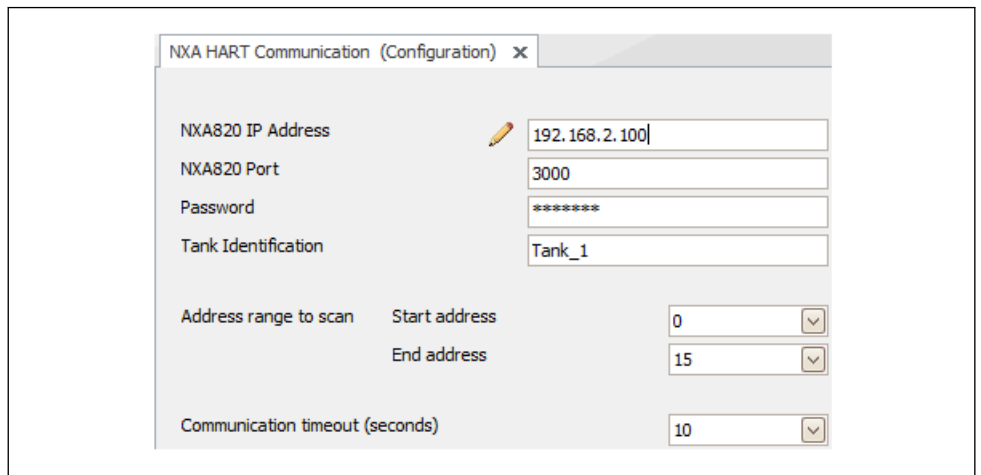 NXA HART Communication (Configuration) x
NXA820 IP Address 192.168.2.100
NXA820 Port 3000
Password *******
Tank Identification Tank_1
Address range to scan Start address 0
End address 15
Communication timeout (seconds) 10